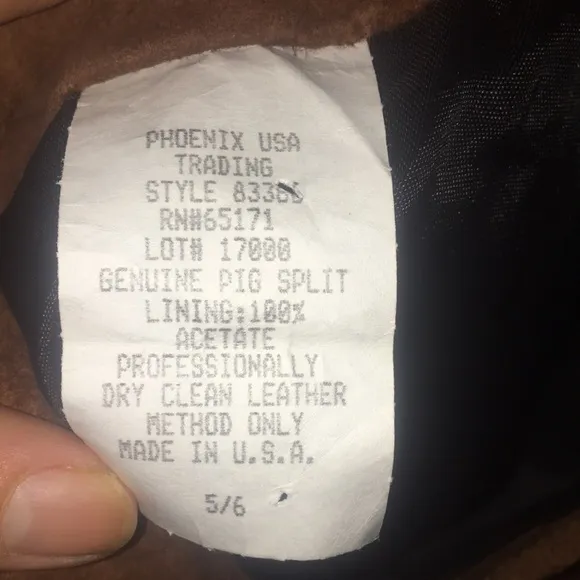 PHOENIX USA
TRADING
STYLE
RN#65171
LOT# 17000
GENUINE PIG SPLIT
LINING:100%
ACETATE
PROFESSIONALLY
DRY CLEAN LEATHER
METHOD ONLY
MADE IN U.S.A.
5/6